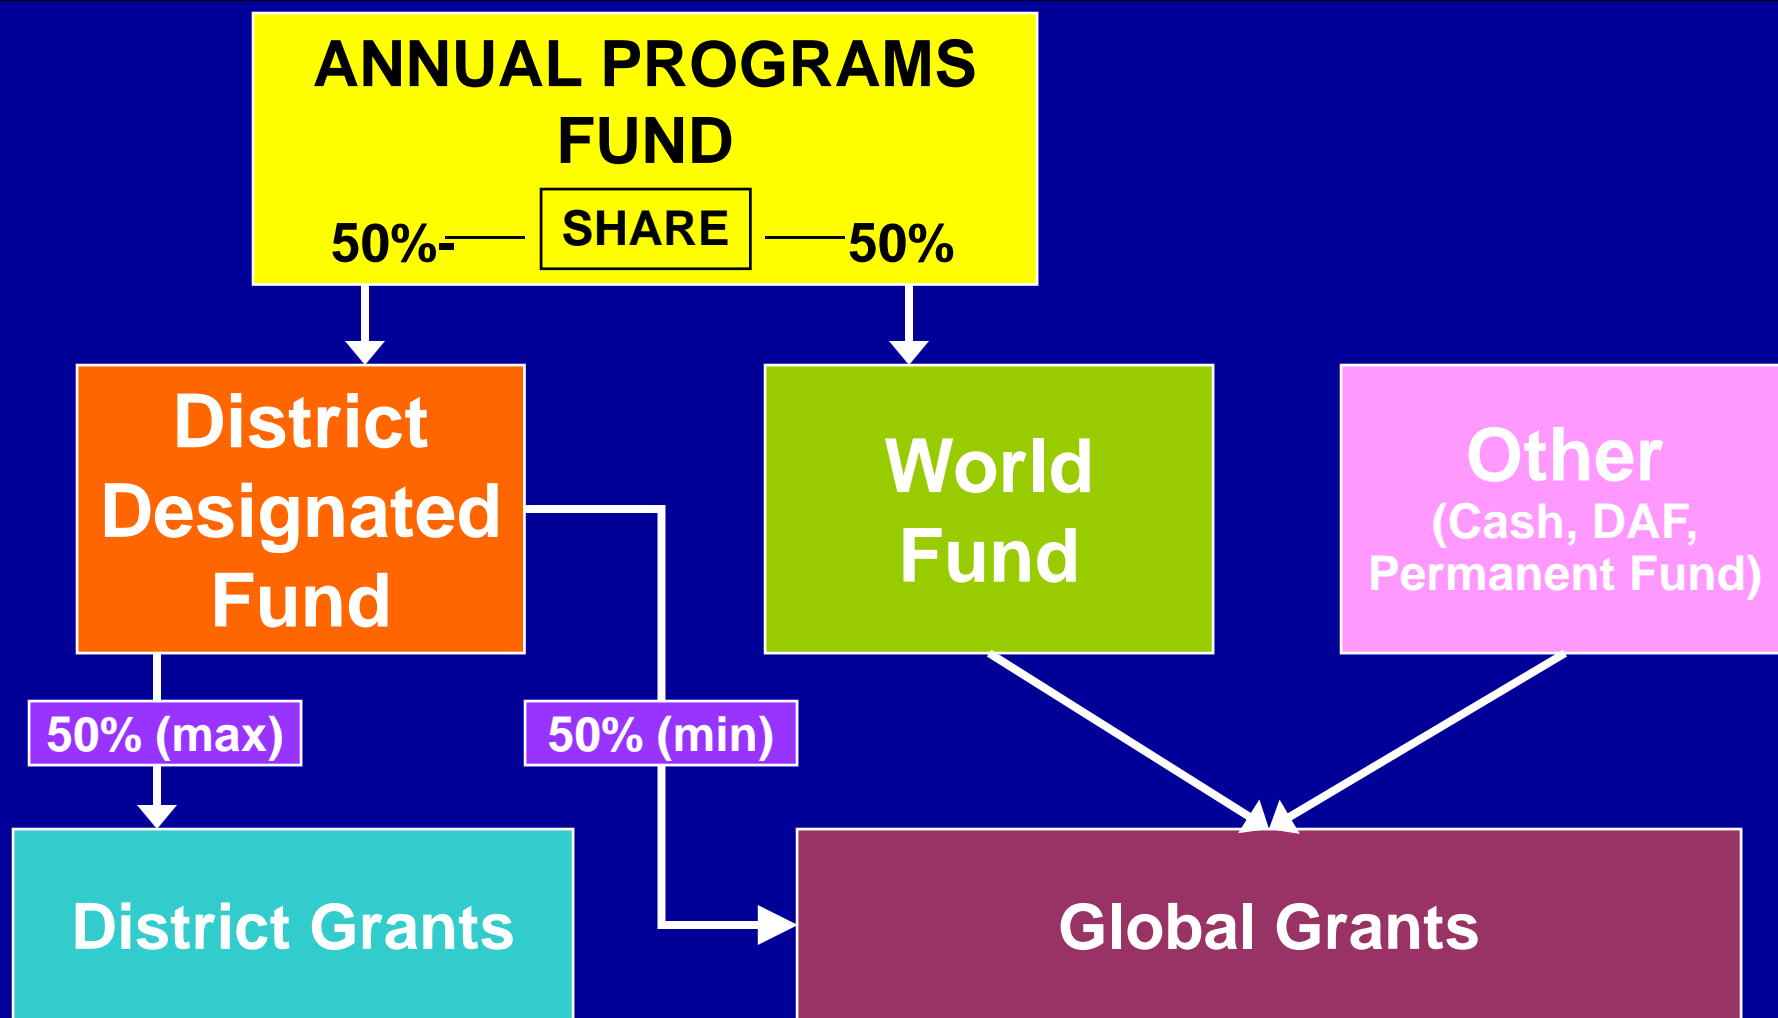 ANNUAL PROGRAMS
FUND
50%-
SHARE
50%
District
Designated
Fund
World
Fund
Other
(Cash, DAF,
Permanent Fund)
50% (max)
50% (min)
District Grants
Global Grants